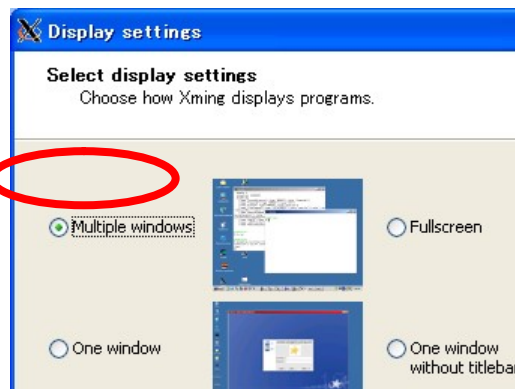 Display settings
Select display settings
Choose how Xming displays programs.
Multiple windows
Fullscreen
One window
One window
without titlebar